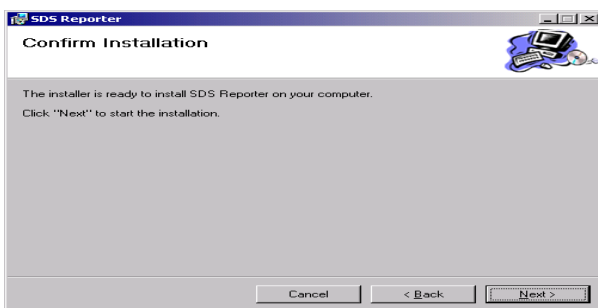 SDS Reporter
Confirm Installation
The installer is ready to install SDS Reporter on your computer.
Click "Next" to start the installation.
Cancel
< Back
Next >